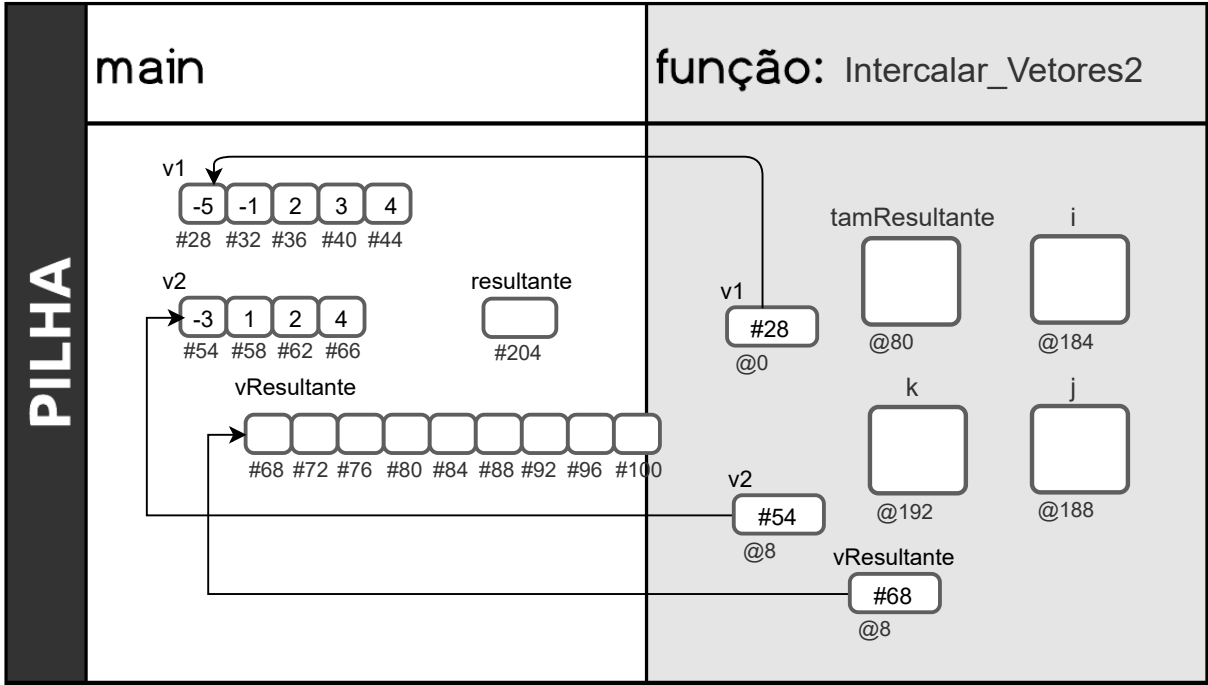 PILHA
main
função: Intercalar_Vetores2
v1
-5 -1 2 3 4
#28 #32 #36 #40 #44
v2
-3 1 2 4
#54 #58 #62 #66
resultante
#204
vResultante
#68 #72 #76 #80 #84 #88 #92 #96 #100
v1
#28
@0
tamResultante
@80
i
@184
k
@192
j
@188
v2
#54
@8
vResultante
#68
@8